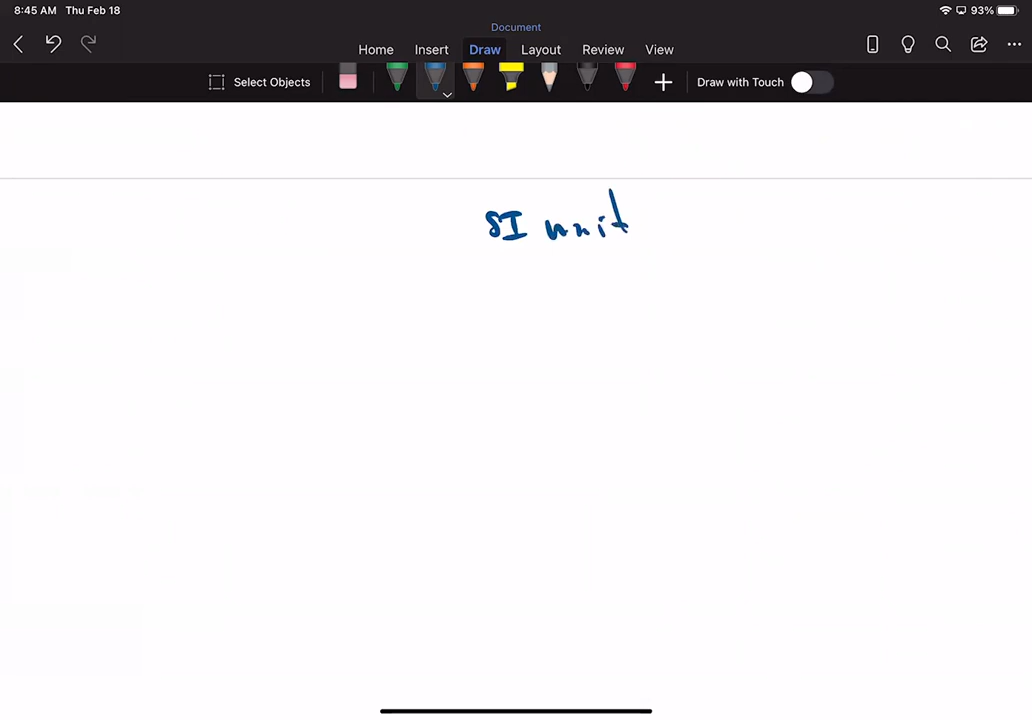 8:45 AM Thu Feb 18 93%
Document
Home Insert Draw Layout Review View
Select Objects Draw with Touch
SI unit